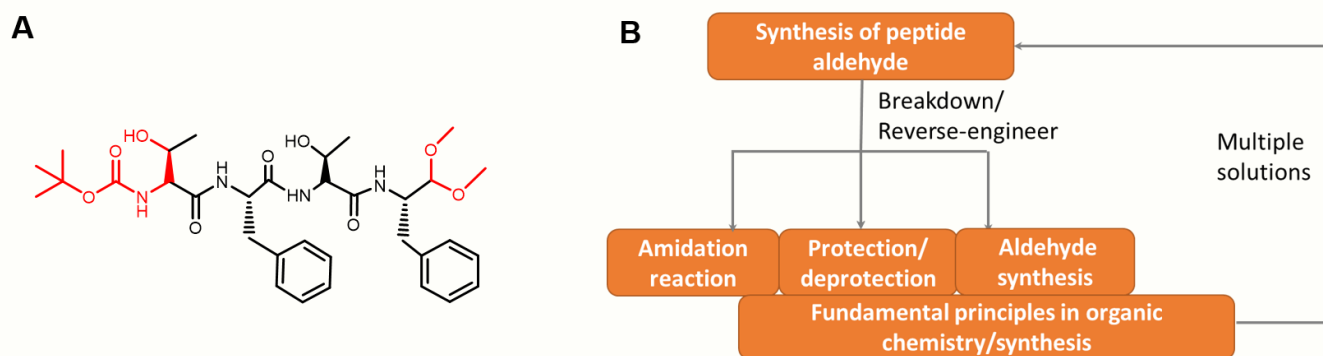 A
B
HO
O
O
N
H
O
H
N
O
HN
HO
O
H
N
O
O
Synthesis of peptide
aldehyde
Breakdown/
Reverse-engineer
Multiple
solutions
Amidation
reaction
Protection/
deprotection
Aldehyde
synthesis
Fundamental principles in organic
chemistry/synthesis